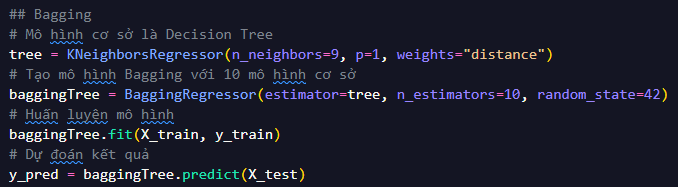 ## Bagging
# Mô hình cơ sở là Decision Tree
tree = KNeighborsRegressor(n_neighbors=9, p=1, weights="distance")
# Tạo mô hình Bagging với 10 mô hình cơ sở
baggingTree = BaggingRegressor(estimator=tree, n_estimators=10, random_state=42)
# Huấn luyện mô hình
baggingTree.fit(X_train, y_train)
# Dự đoán kết quả
y_pred = baggingTree.predict(X_test)